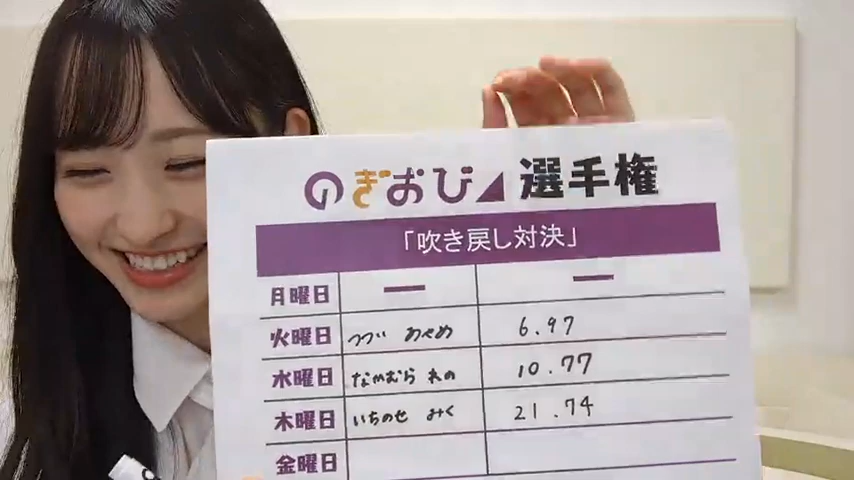 のぎおび⊿選手権
「吹き戻し対決」
月曜日 ー ー
火曜日 つつ゛ あやめ 6.97
水曜日 なかむら れの 10.77
木曜日 いちのせ みく 21.74
金曜日